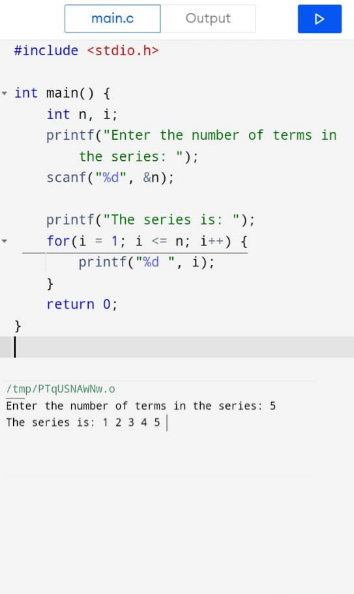 main.c Output
#include <stdio.h>
int main() {
int n, i;
printf("Enter the number of terms in
the series: ");
scanf("%d", &n);
printf("The series is: ");
for(i = 1; i <= n; i++) {
printf("%d ", i);
}
return 0;
}
/tmp/PTqUSNAWNw.o
Enter the number of terms in the series: 5
The series is: 1 2 3 4 5